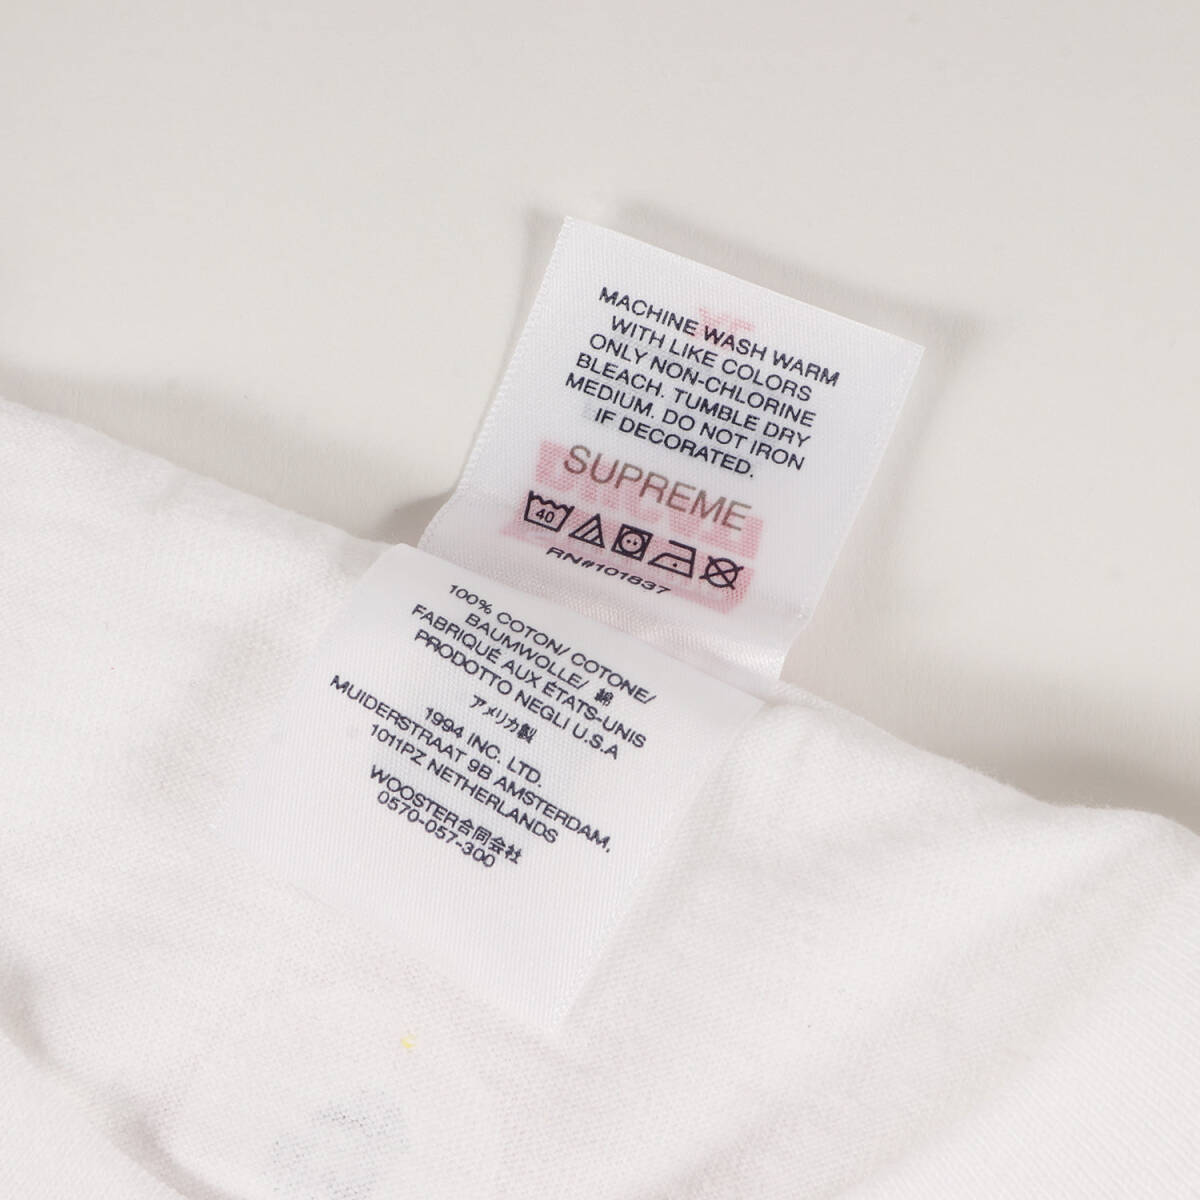 MACHINE WASH WARM
WITH LIKE COLORS
ONLY NON-CHLORINE
BLEACH. TUMBLE DRY
MEDIUM. DO NOT IRON
IF DECORATED.
SUPREME
40
RN#101837
100% COTON/ COTONE/
BAUMWOLLE/ 綿
FABRIQUÉ AUX ÉTATS-UNIS
PRODOTTO NEGLI U.S.A
アメリカ製
1994 INC. LTD.
MUIDERSTRAAT 9B AMSTERDAM,
1011PZ NETHERLANDS
WOOSTER合同会社
0570-057-300